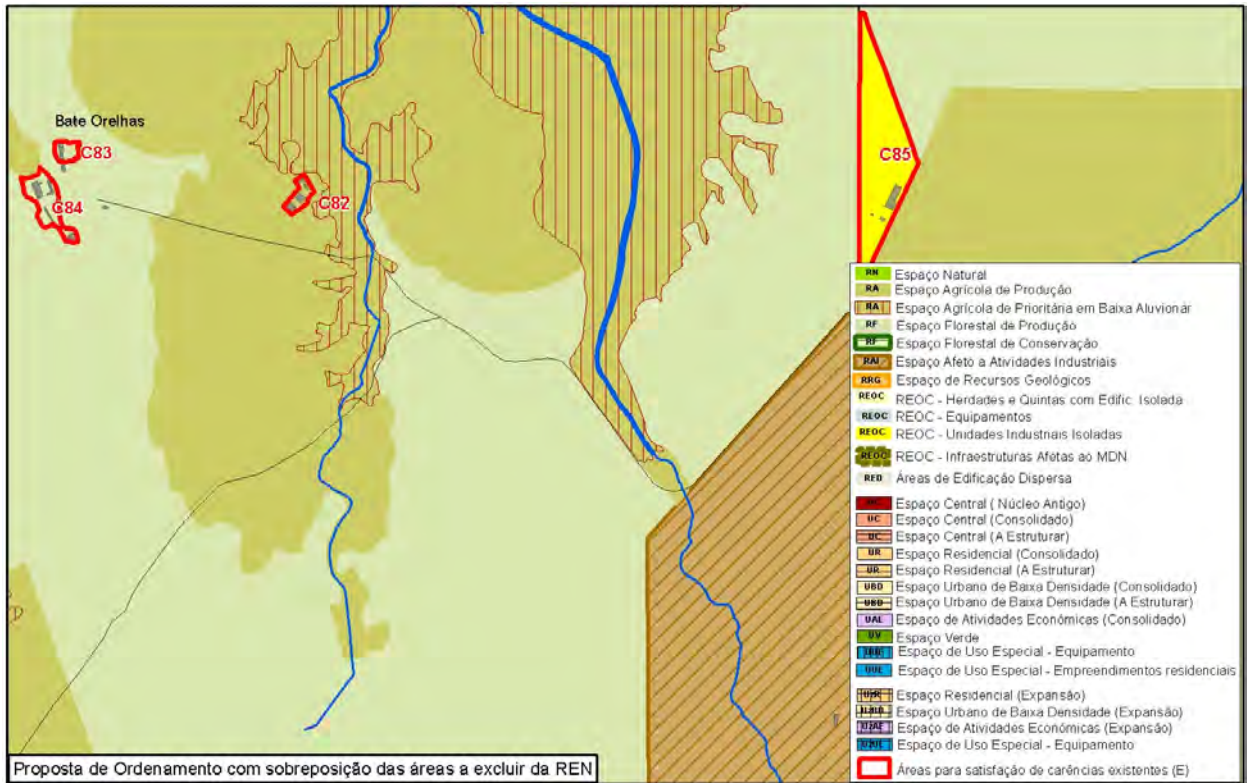 Bate Orelhas
C83
C84
C82
C85
RN Espaço Natural
RA Espaço Agrícola de Produção
RA Espaço Agrícola de Prioritária em Baixa Aluvionar
RF Espaço Florestal de Produção
RF Espaço Florestal de Conservação
RAI Espaço Afeto a Atividades Industriais
RRG Espaço de Recursos Geológicos
REOC REOC - Herdades e Quintas com Edific. Isolada
REOC REOC - Equipamentos
REOC REOC - Unidades Industriais Isoladas
REOC REOC - Infraestruturas Afetas ao MDN
RED Áreas de Edificação Dispersa
Espaço Central ( Núcleo Antigo)
UC Espaço Central (Consolidado)
UC Espaço Central (A Estruturar)
UR Espaço Residencial (Consolidado)
UR Espaço Residencial (A Estruturar)
UBD Espaço Urbano de Baixa Densidade (Consolidado)
UBD Espaço Urbano de Baixa Densidade (A Estruturar)
UAE Espaço de Atividades Económicas (Consolidado)
UV Espaço Verde
Espaço de Uso Especial - Equipamento
UUE Espaço de Uso Especial - Empreendimentos residenciais
Espaço Residencial (Expansão)
Espaço Urbano de Baixa Densidade (Expansão)
Espaço de Atividades Económicas (Expansão)
Espaço de Uso Especial - Equipamento
Áreas para satisfação de carências existentes (E)
Proposta de Ordenamento com sobreposição das áreas a excluir da REN